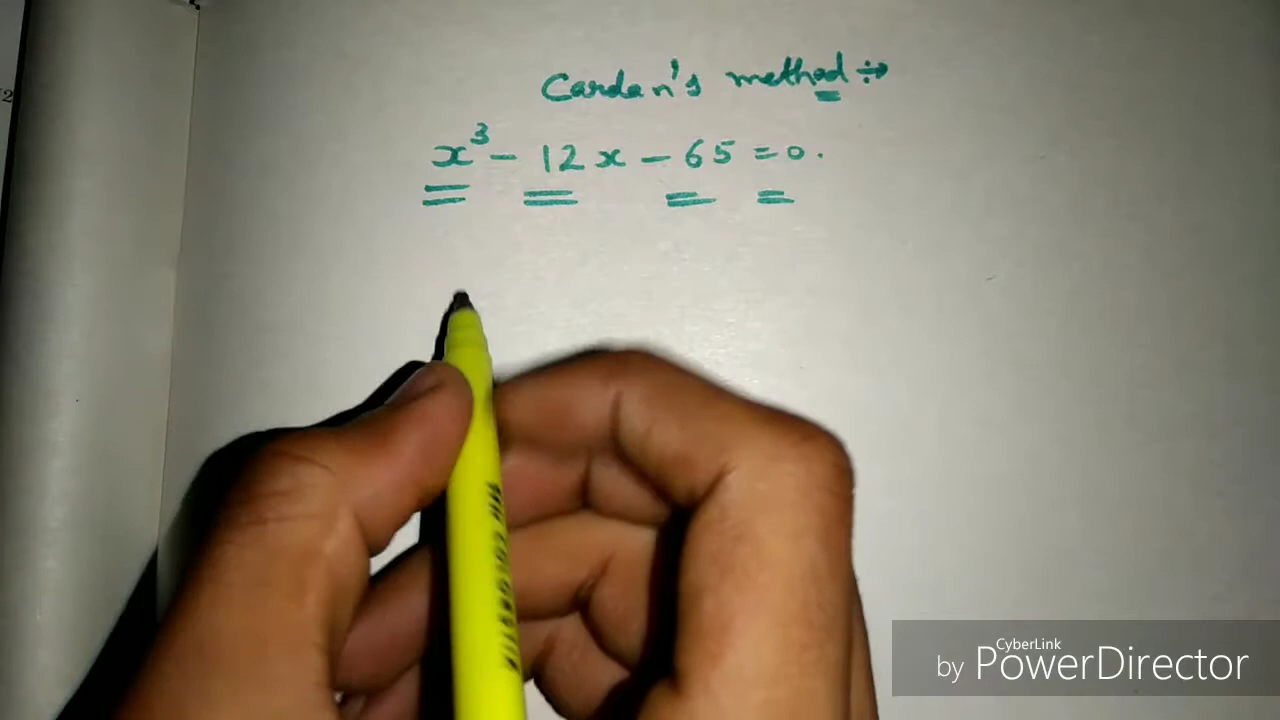 Cardan's method ÷→
x³ - 12x - 65 = 0.
CyberLink
by PowerDirector